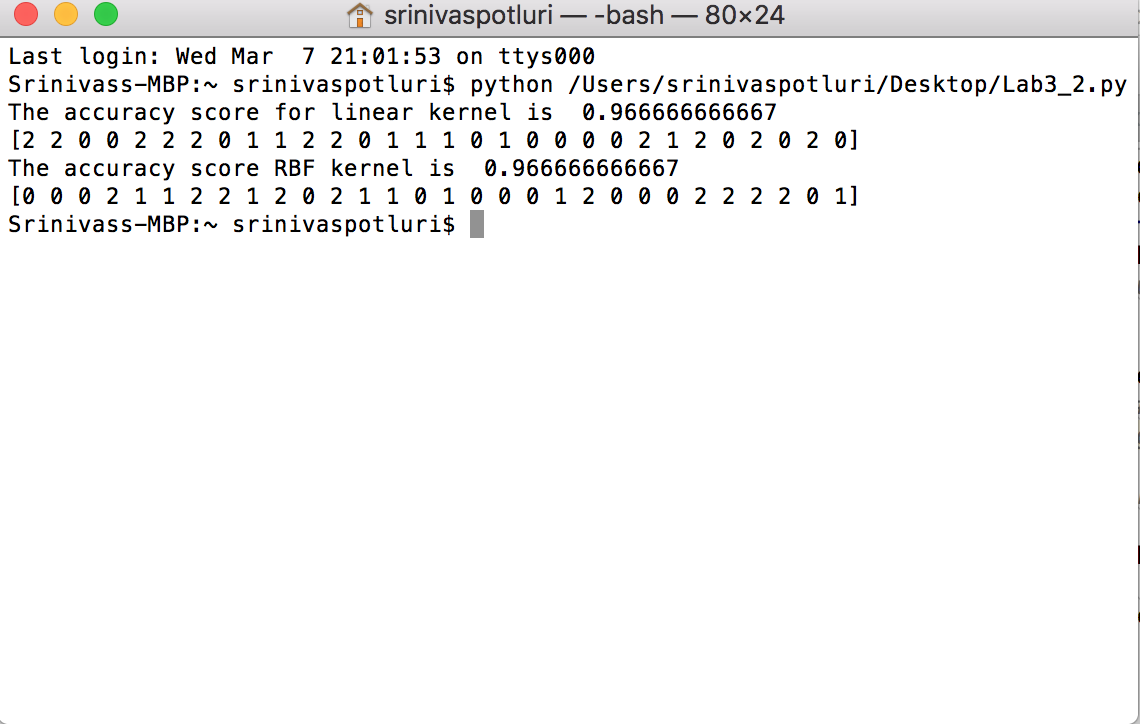 srinivaspotluri — -bash — 80×24
Last login: Wed Mar  7 21:01:53 on ttys000
Srinivass-MBP:~ srinivaspotluri$ python /Users/srinivaspotluri/Desktop/Lab3_2.py
The accuracy score for linear kernel is  0.966666666667
[2 2 0 0 2 2 2 0 1 1 2 2 0 1 1 1 0 1 0 0 0 0 2 1 2 0 2 0 2 0]
The accuracy score RBF kernel is  0.966666666667
[0 0 0 2 1 1 2 2 1 2 0 2 1 1 0 1 0 0 0 1 2 0 0 0 2 2 2 2 0 1]
Srinivass-MBP:~ srinivaspotluri$